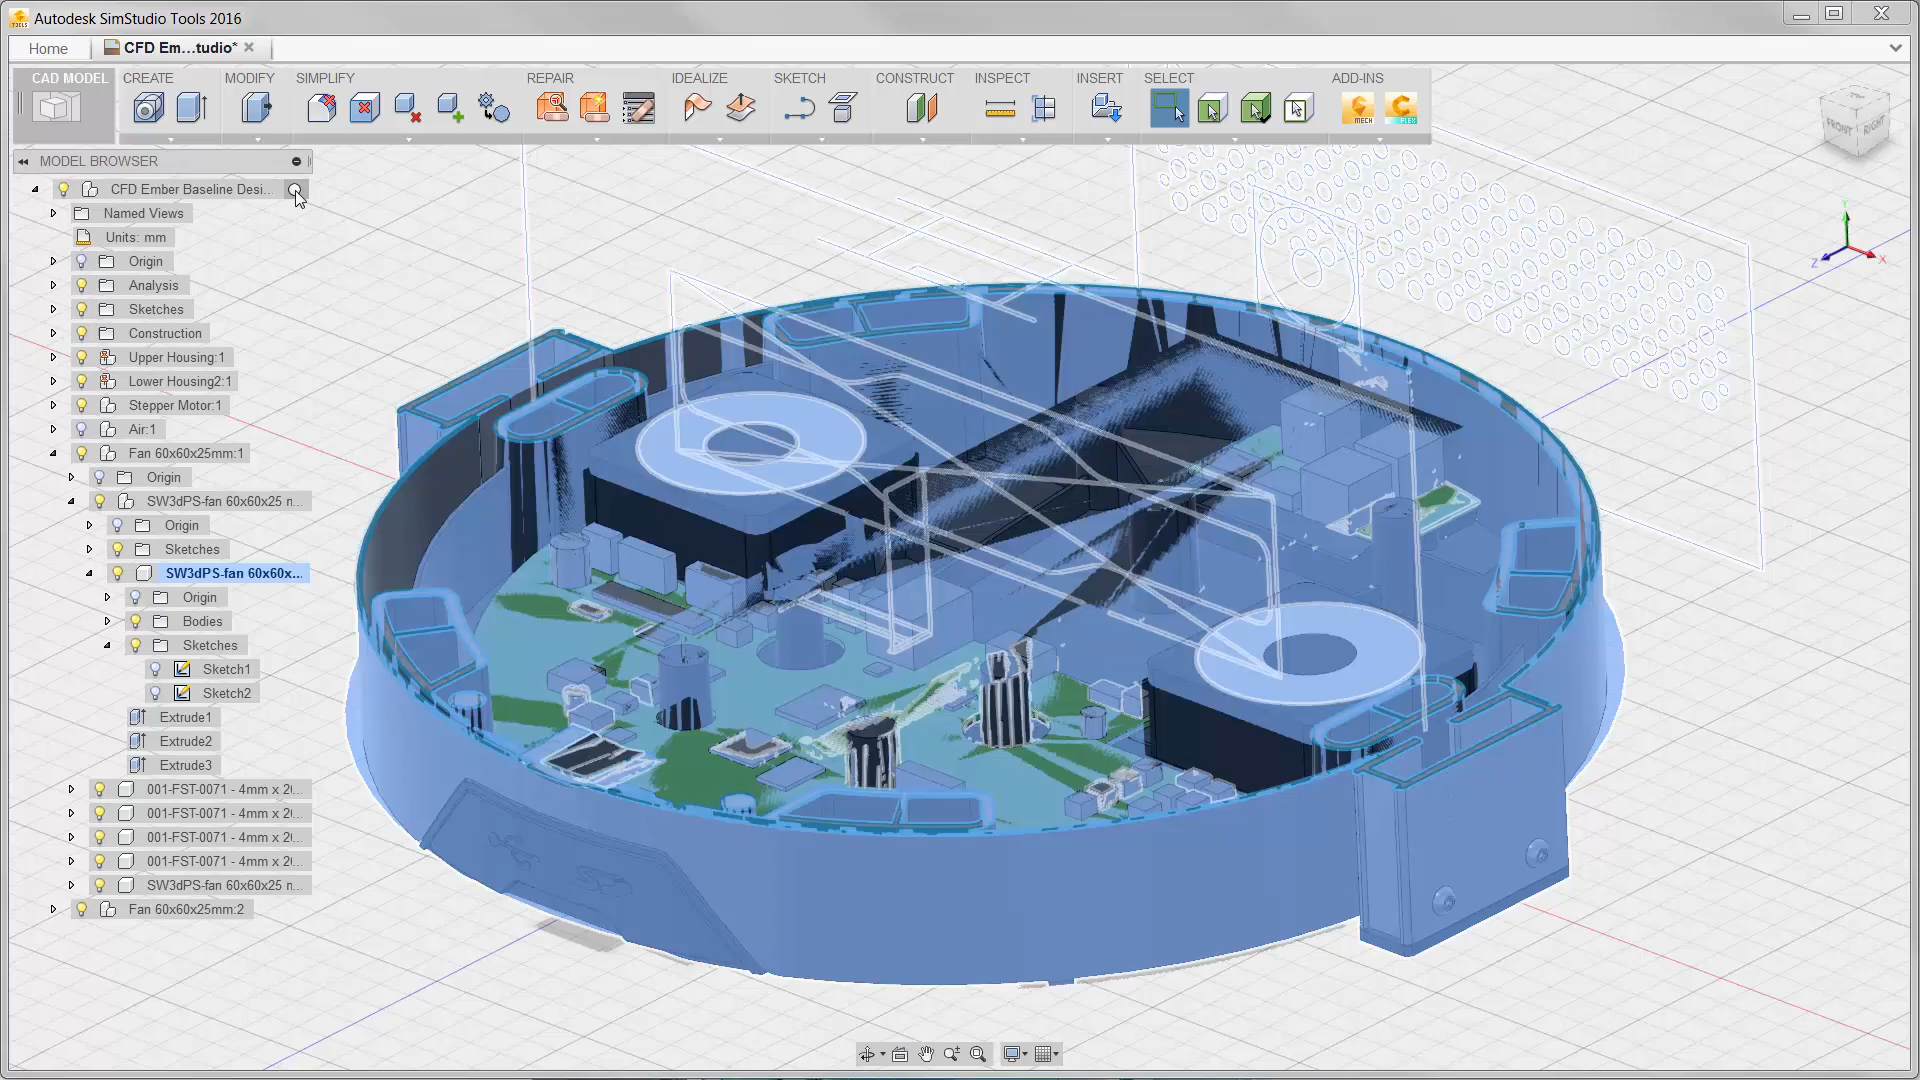 Autodesk SimStudio Tools 2016
Home
CFD Em...tudio*
CAD MODEL
CREATE
MODIFY
SIMPLIFY
REPAIR
IDEALIZE
SKETCH
CONSTRUCT
INSPECT
INSERT
SELECT
ADD-INS
MECH
FLEX
MODEL BROWSER
CFD Ember Baseline Desi...
Named Views
Units: mm
Origin
Analysis
Sketches
Construction
Upper Housing:1
Lower Housing2:1
Stepper Motor:1
Air:1
Fan 60x60x25mm:1
Origin
SW3dPS-fan 60x60x25 n...
Origin
Sketches
SW3dPS-fan 60x60x...
Origin
Bodies
Sketches
Sketch1
Sketch2
Extrude1
Extrude2
Extrude3
001-FST-0071 - 4mm x 2(...
001-FST-0071 - 4mm x 2(...
001-FST-0071 - 4mm x 2(...
001-FST-0071 - 4mm x 2(...
SW3dPS-fan 60x60x25 n...
Fan 60x60x25mm:2
FRONT
RIGHT
Y
Z
X